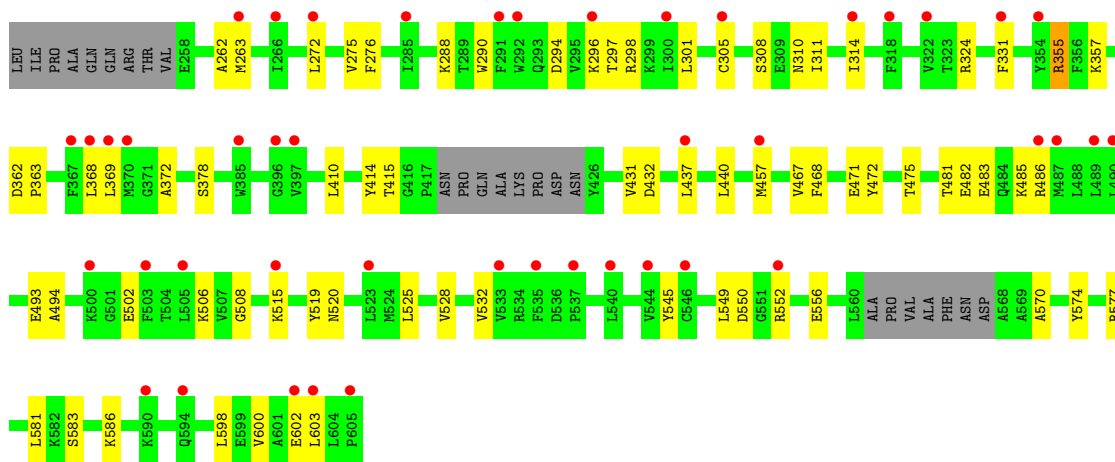 LEU ILE PRO ALA GLN GLN ARG THR VAL E258 A262 M263 I266 L272 V275 F276 I285 K288 T289 W290 F291 W292 Q293 D294 V295 K296 T297 R298 K299 I300 L301 C305 S308 E309 N310 I311 I314 F318 V322 T323 R324 F331 Y354 R355 F356 K357
D362 P363 F367 L368 L369 M370 G371 A372 S378 W385 G396 V397 L410 Y414 T415 G416 P417 ASN PRO GLN ALA LYS PRO ASP ASN Y426 V431 D432 L437 L440 M457 V467 F468 E471 Y472 T475 T481 E482 E483 Q484 K485 R486 M487 L488 L489 L490
E493 A494 K500 G501 E502 F503 T504 L505 K506 V507 G508 K515 Y519 N520 L523 M524 L525 V528 V532 V533 R534 F535 D536 P537 L540 V544 Y545 C546 L549 D550 G551 R552 E556 L560 ALA PRO VAL ALA PHE ASN ASP A568 A569 A570 Y574 R577
L581 K582 S583 K586 K590 Q594 L598 E599 V600 A601 E602 L603 L604 P605